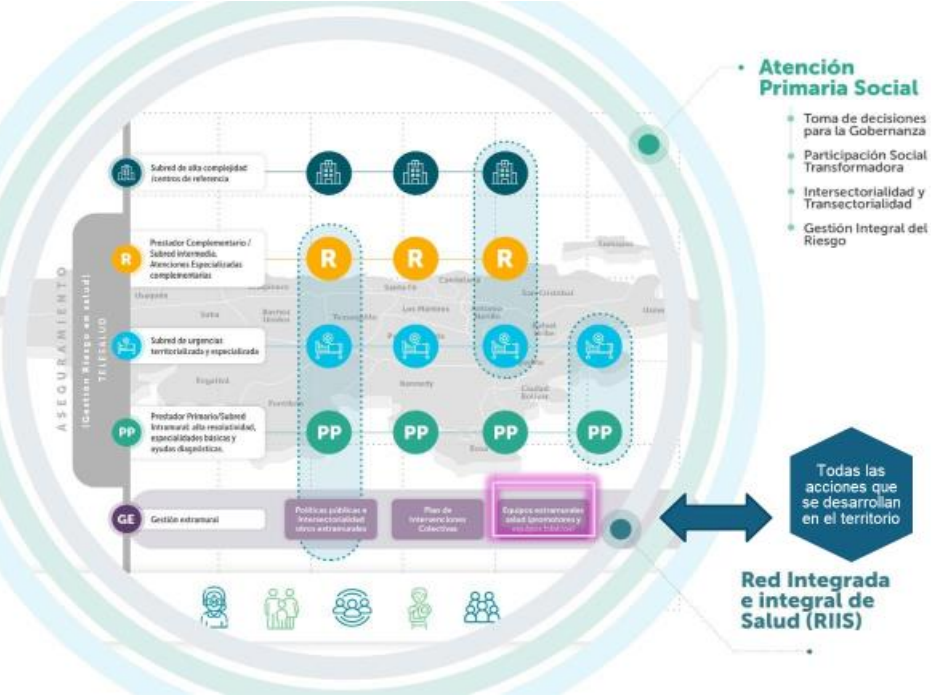 Atención
Primaria Social
Toma de decisiones
para la Gobernanza
Participación Social
Transformadora
Intersectorialidad y
Transectorialidad
Gestión Integral del
Riesgo
ASEGURAMIENTO
(Gestión Riesgo en salud)
TELESALUD
Subred de alta complejidad
/centros de referencia
R
Prestador Complementario /
Subred intermedia.
Atenciones Especializadas
complementarias
R
R
R
Subred de urgencias
territorializada y especializada
PP
Prestador Primario/Subred
Intramural: alta resolutividad,
especialidades básicas y
ayudas diagnósticas.
PP
PP
PP
PP
Usaquén
Suba
Barrios
Unidos
Teusaquillo
Engativá
Fontibón
Santa Fe
Candelaria
Los Mártires
Antonio
Nariño
San Cristóbal
Rafael
Uribe
Kennedy
Ciudad
Bolívar
Bosa
Usme
GE
Gestión extramural
Políticas públicas e
Intersectorialidad
otros extramurales
Plan de
Intervenciones
Colectivas
Equipos extramurales
salud (promotores y
Todas las
acciones que
se desarrollan
en el territorio
Red Integrada
e integral de
Salud (RIIS)